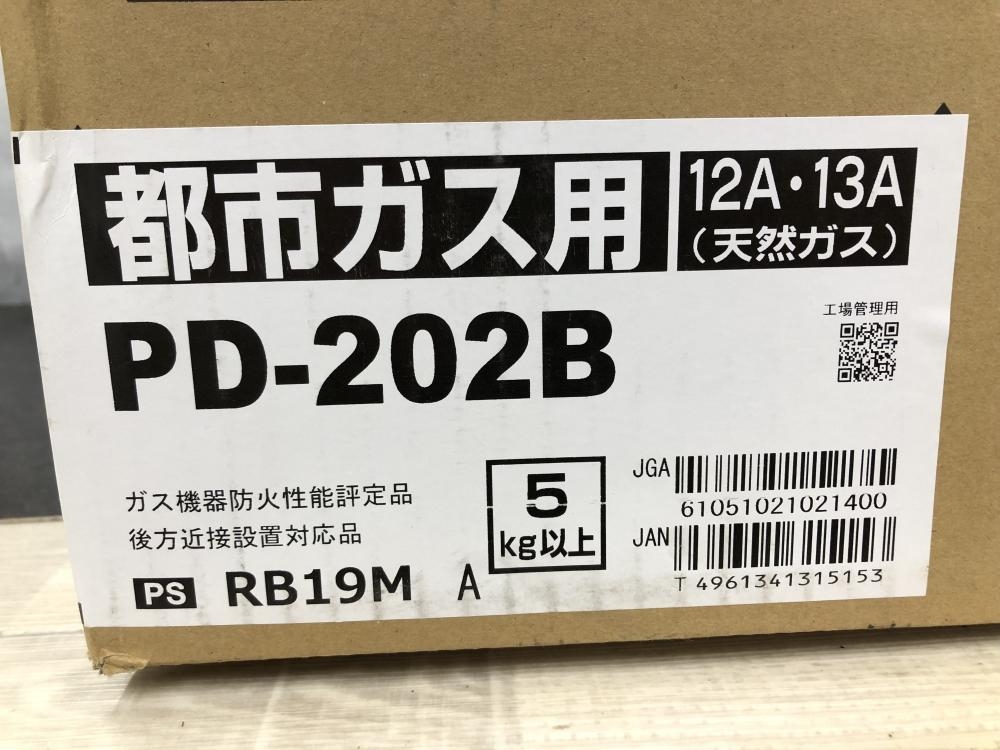 都市ガス用
12A・13A
(天然ガス)
PD-202B
工場管理用
ガス機器防火性能評定品
後方近接設置対応品
5
kg以上
JGA
61051021021400
JAN
T 4961341315153
PS RB19M A